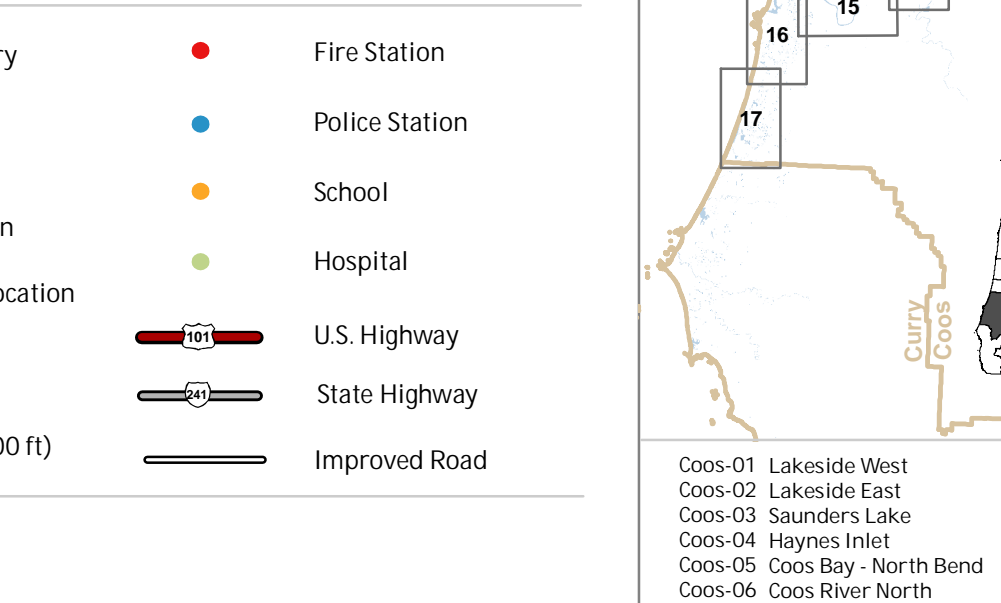 ry
n
ocation
00 ft)
Fire Station
Police Station
School
Hospital
101
U.S. Highway
241
State Highway
Improved Road
15
16
17
Curry
Coos
Coos-01 Lakeside West
Coos-02 Lakeside East
Coos-03 Saunders Lake
Coos-04 Haynes Inlet
Coos-05 Coos Bay - North Bend
Coos-06 Coos River North